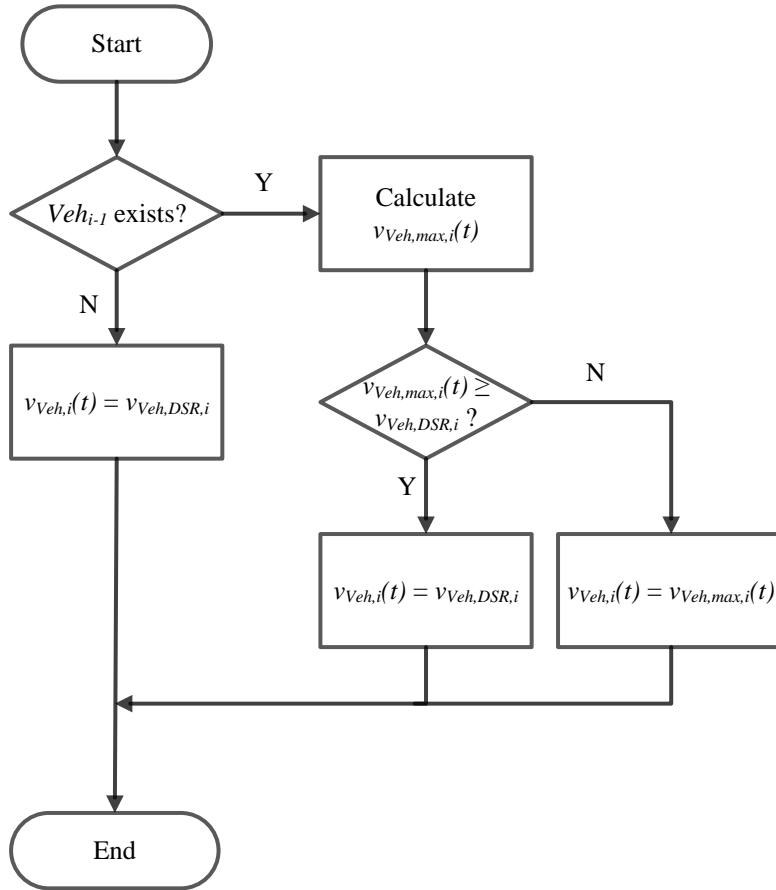 Start
Veh_{i-1} exists?
Y
Calculate
v_{Veh,max,i}(t)
N
v_{Veh,i}(t) = v_{Veh,DSR,i}
v_{Veh,max,i}(t) ≥
v_{Veh,DSR,i} ?
N
Y
v_{Veh,i}(t) = v_{Veh,DSR,i}
v_{Veh,i}(t) = v_{Veh,max,i}(t)
End